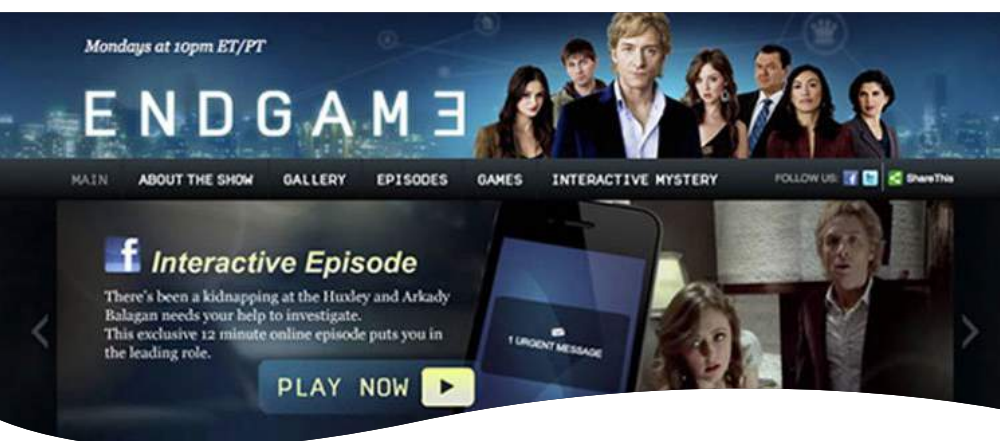 Mondays at 10pm ET/PT
ENDGAMƎ
MAIN ABOUT THE SHOW GALLERY EPISODES GAMES INTERACTIVE MYSTERY FOLLOW US: f t ShareThis
f Interactive Episode
There's been a kidnapping at the Huxley and Arkady
Balagan needs your help to investigate.
This exclusive 12 minute online episode puts you in
the leading role.
PLAY NOW
1 URGENT MESSAGE